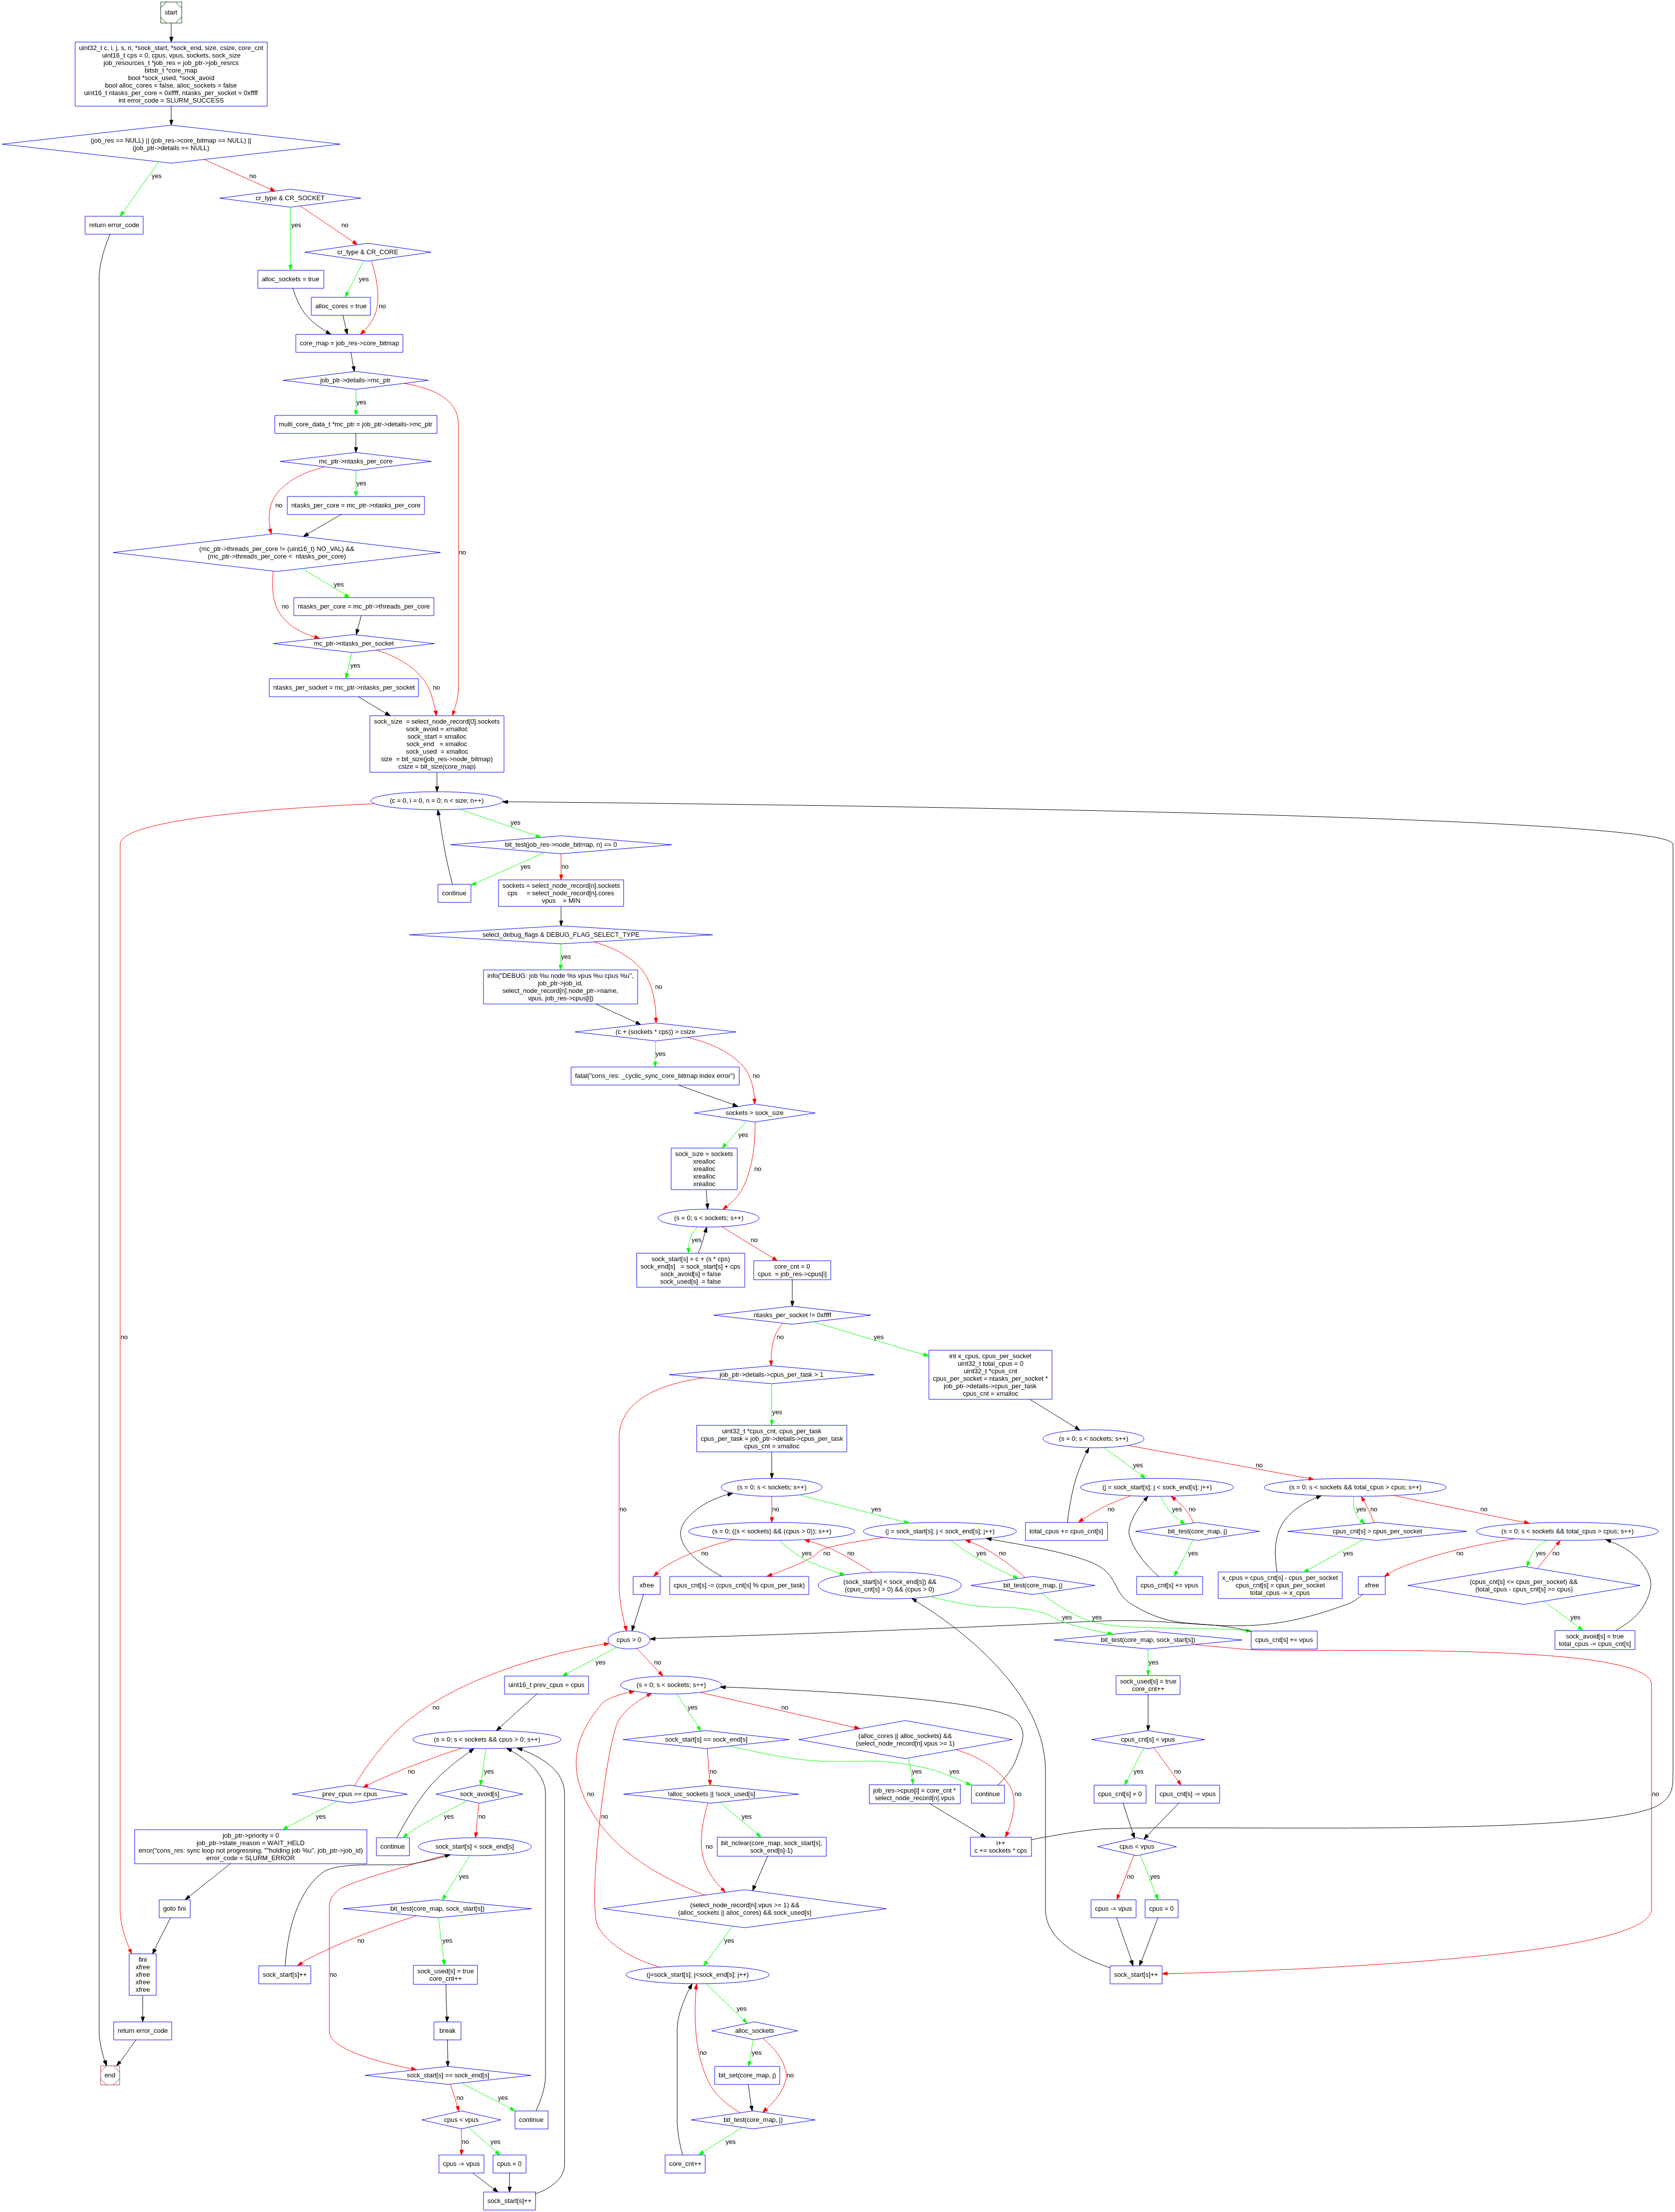 start
uint32_t c, i, j, s, n, *sock_start, *sock_end, size, csize, core_cnt
uint16_t cps = 0, cpus, vpus, sockets, sock_size
job_resources_t *job_res = job_ptr->job_resrcs
bitstr_t *core_map
bool *sock_used, *sock_avoid
bool alloc_cores = false, alloc_sockets = false
uint16_t ntasks_per_core = 0xffff, ntasks_per_socket = 0xffff
int error_code = SLURM_SUCCESS
(job_res == NULL) || (job_res->core_bitmap == NULL) ||
(job_ptr->details == NULL)
yes
no
cr_type & CR_SOCKET
return error_code
yes
no
cr_type & CR_CORE
alloc_sockets = true
yes
no
alloc_cores = true
core_map = job_res->core_bitmap
job_ptr->details->mc_ptr
yes
no
multi_core_data_t *mc_ptr = job_ptr->details->mc_ptr
mc_ptr->ntasks_per_core
yes
no
ntasks_per_core = mc_ptr->ntasks_per_core
(mc_ptr->threads_per_core != (uint16_t) NO_VAL) &&
(mc_ptr->threads_per_core <  ntasks_per_core)
yes
no
ntasks_per_core = mc_ptr->threads_per_core
mc_ptr->ntasks_per_socket
yes
no
ntasks_per_socket = mc_ptr->ntasks_per_socket
sock_size  = select_node_record[0].sockets
sock_avoid = xmalloc
sock_start = xmalloc
sock_end   = xmalloc
sock_used  = xmalloc
size  = bit_size(job_res->node_bitmap)
csize = bit_size(core_map)
(c = 0, i = 0, n = 0; n < size; n++)
yes
no
bit_test(job_res->node_bitmap, n) == 0
yes
no
continue
sockets = select_node_record[n].sockets
cps     = select_node_record[n].cores
vpus    = MIN
select_debug_flags & DEBUG_FLAG_SELECT_TYPE
yes
no
info("DEBUG: job %u node %s vpus %u cpus %u",
job_ptr->job_id,
select_node_record[n].node_ptr->name,
vpus, job_res->cpus[i])
(c + (sockets * cps)) > csize
yes
no
fatal("cons_res: _cyclic_sync_core_bitmap index error")
sockets > sock_size
yes
no
sock_size = sockets
xrealloc
xrealloc
xrealloc
xrealloc
(s = 0; s < sockets; s++)
yes
no
sock_start[s] = c + (s * cps)
sock_end[s]   = sock_start[s] + cps
sock_avoid[s] = false
sock_used[s]  = false
core_cnt = 0
cpus  = job_res->cpus[i]
ntasks_per_socket != 0xffff
no
yes
job_ptr->details->cpus_per_task > 1
int x_cpus, cpus_per_socket
uint32_t total_cpus = 0
uint32_t *cpus_cnt
cpus_per_socket = ntasks_per_socket *
job_ptr->details->cpus_per_task
cpus_cnt = xmalloc
yes
no
uint32_t *cpus_cnt, cpus_per_task
cpus_per_task = job_ptr->details->cpus_per_task
cpus_cnt = xmalloc
(s = 0; s < sockets; s++)
yes
no
(s = 0; s < sockets; s++)
no
yes
(j = sock_start[s]; j < sock_end[s]; j++)
(s = 0; s < sockets && total_cpus > cpus; s++)
no
yes
no
yes
no
no
(s = 0; ((s < sockets) && (cpus > 0)); s++)
(j = sock_start[s]; j < sock_end[s]; j++)
total_cpus += cpus_cnt[s]
bit_test(core_map, j)
cpus_cnt[s] > cpus_per_socket
(s = 0; s < sockets && total_cpus > cpus; s++)
no
yes
no
no
yes
no
yes
yes
no
yes
no
xfree
cpus_cnt[s] -= (cpus_cnt[s] % cpus_per_task)
(sock_start[s] < sock_end[s]) &&
(cpus_cnt[s] > 0) && (cpus > 0)
bit_test(core_map, j)
cpus_cnt[s] += vpus
x_cpus = cpus_cnt[s] - cpus_per_socket
cpus_cnt[s] = cpus_per_socket
total_cpus -= x_cpus
xfree
(cpus_cnt[s] <= cpus_per_socket) &&
(total_cpus - cpus_cnt[s] >= cpus)
yes
yes
yes
cpus > 0
bit_test(core_map, sock_start[s])
cpus_cnt[s] += vpus
sock_avoid[s] = true
total_cpus -= cpus_cnt[s]
yes
no
yes
no
uint16_t prev_cpus = cpus
(s = 0; s < sockets; s++)
sock_used[s] = true
core_cnt++
no
yes
no
(s = 0; s < sockets && cpus > 0; s++)
sock_start[s] == sock_end[s]
(alloc_cores || alloc_sockets) &&
(select_node_record[n].vpus >= 1)
cpus_cnt[s] < vpus
no
yes
no
yes
yes
no
yes
no
prev_cpus == cpus
sock_avoid[s]
!alloc_sockets || !sock_used[s]
job_res->cpus[i] = core_cnt *
select_node_record[n].vpus
continue
cpus_cnt[s] = 0
cpus_cnt[s] -= vpus
yes
yes
no
no
yes
job_ptr->priority = 0
job_ptr->state_reason = WAIT_HELD
error("cons_res: sync loop not progressing, ""holding job %u", job_ptr->job_id)
error_code = SLURM_ERROR
continue
sock_start[s] < sock_end[s]
bit_nclear(core_map, sock_start[s],
sock_end[s]-1)
i++
c += sockets * cps
cpus < vpus
yes
no
no
yes
goto fini
bit_test(core_map, sock_start[s])
(select_node_record[n].vpus >= 1) &&
(alloc_sockets || alloc_cores) && sock_used[s]
cpus -= vpus
cpus = 0
no
yes
yes
no
fini
xfree
xfree
xfree
xfree
sock_start[s]++
sock_used[s] = true
core_cnt++
(j=sock_start[s]; j<sock_end[s]; j++)
sock_start[s]++
yes
return error_code
break
alloc_sockets
yes
no
no
end
sock_start[s] == sock_end[s]
bit_set(core_map, j)
no
yes
cpus < vpus
continue
bit_test(core_map, j)
no
yes
yes
cpus -= vpus
cpus = 0
core_cnt++
sock_start[s]++